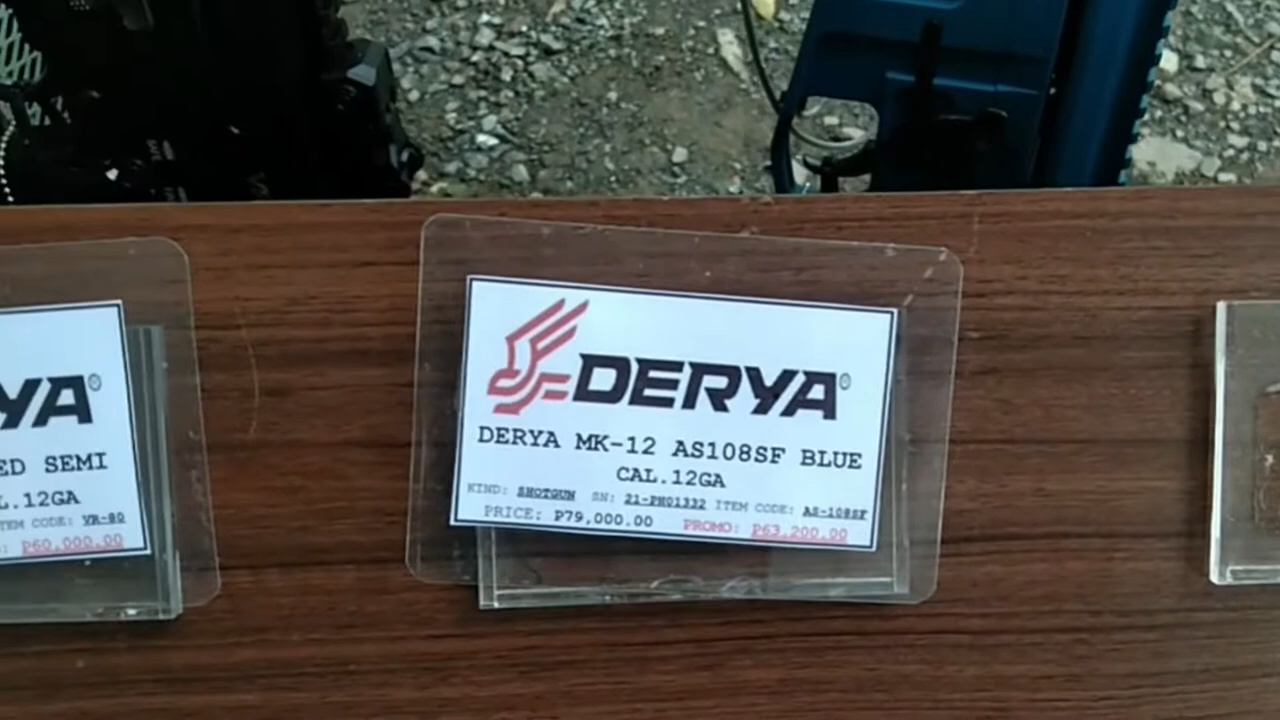 YA®
ED SEMI
L.12GA
TEM CODE: YR-80
: P60,000.00
DERYA®
DERYA MK-12 AS108SF BLUE
CAL.12GA
KIND: SHOTGUN SN: 21-PH01332 ITEM CODE: AS-108SF
PRICE: P79,000.00 PROMO: P63,200.00